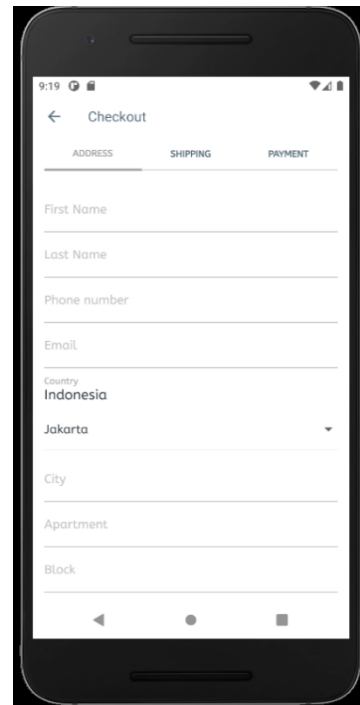 9:19
Checkout
ADDRESS SHIPPING PAYMENT
First Name
Last Name
Phone number
Email
Country
Indonesia
Jakarta
City
Apartment
Block